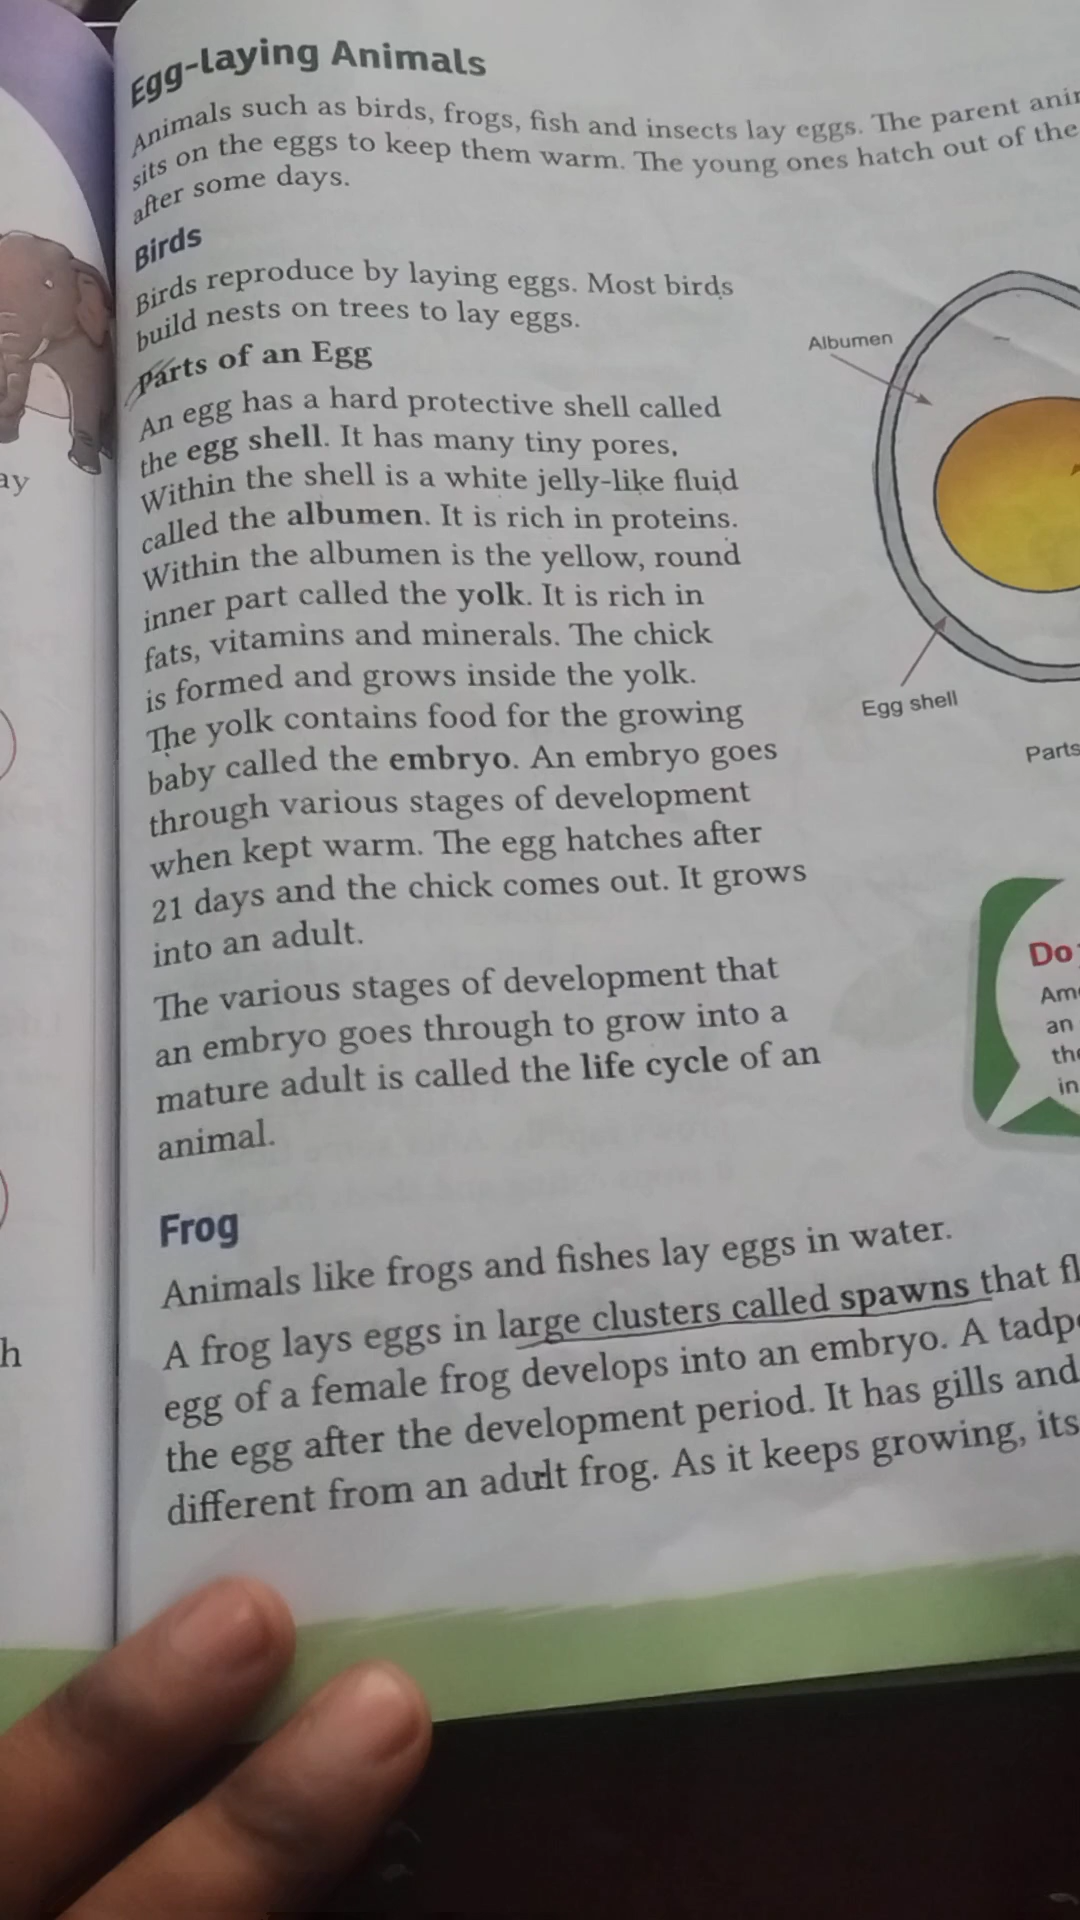 Egg-laying Animals
Animals such as birds, frogs, fish and insects lay eggs. The parent
sits on the eggs to keep them warm. The young ones hatch out of the
after some days.
Birds
Birds reproduce by laying eggs. Most birds
build nests on trees to lay eggs.
Parts of an Egg
An egg has a hard protective shell called
the egg shell. It has many tiny pores.
Within the shell is a white jelly-like fluid
called the albumen. It is rich in proteins.
Within the albumen is the yellow, round
inner part called the yolk. It is rich in
fats, vitamins and minerals. The chick
is formed and grows inside the yolk.
The yolk contains food for the growing
baby called the embryo. An embryo goes
through various stages of development
when kept warm. The egg hatches after
21 days and the chick comes out. It grows
into an adult.
The various stages of development that
an embryo goes through to grow into a
mature adult is called the life cycle of an
animal.
Albumen
Egg shell
Parts
Do
an
in
Frog
Animals like frogs and fishes lay eggs in water.
A frog lays eggs in large clusters called spawns that
egg of a female frog develops into an embryo. A
the egg after the development period. It has gills and
different from an adult frog. As it keeps growing, its